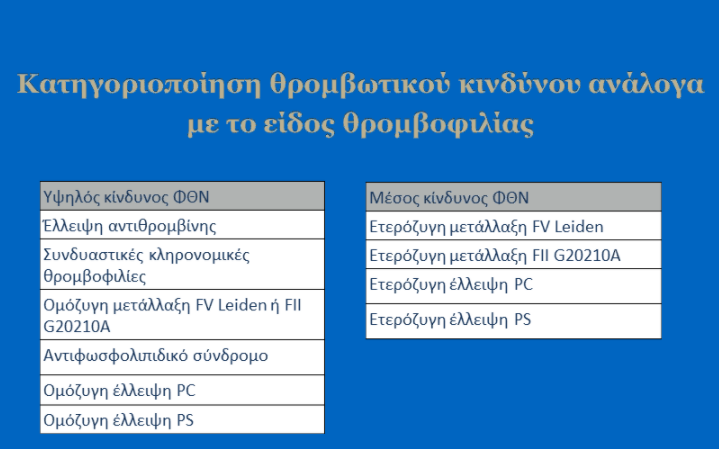 Κατηγοριοποίηση θρομβωτικού κινδύνου ανάλογα
με το είδος θρομβοφιλίας
Υψηλός κίνδυνος ΦΘΝ
Έλλειψη αντιθρομβίνης
Συνδυαστικές κληρονομικές
θρομβοφιλίες
Ομόζυγη μετάλλαξη FV Leiden ή FII
G20210A
Αντιφωσφολιπιδικό σύνδρομο
Ομόζυγη έλλειψη PC
Ομόζυγη έλλειψη PS
Μέσος κίνδυνος ΦΘΝ
Ετερόζυγη μετάλλαξη FV Leiden
Ετερόζυγη μετάλλαξη FII G20210A
Ετερόζυγη έλλειψη PC
Ετερόζυγη έλλειψη PS